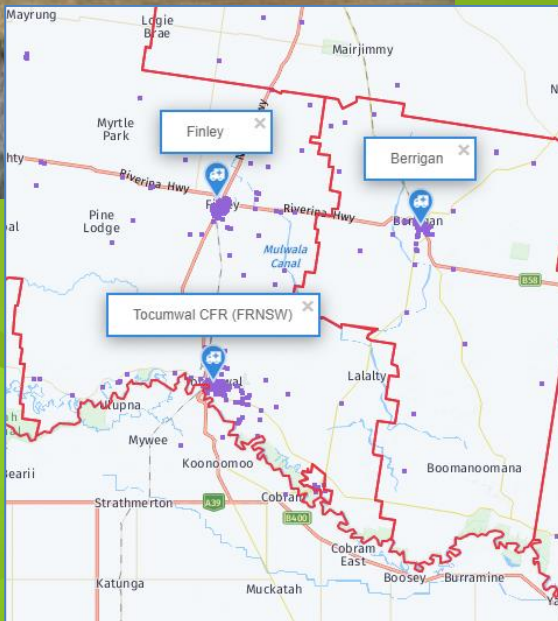 Mayrung
Logie
Brae
Mairjimmy
Finley ×
Myrtle
Park
Berrigan ×
Riverina Hwy
Riverina Hwy
Pine
Lodge
Mulwala
Canal
B58
Tocumwal CFR (FRNSW) ×
Lalalty
Mywee
Koonoomoo
Boomanoomana
Bearii
Strathmerton
A39
Cobram
B400
Cobram
East
Boosey
Burramine
Katunga
Muckatah